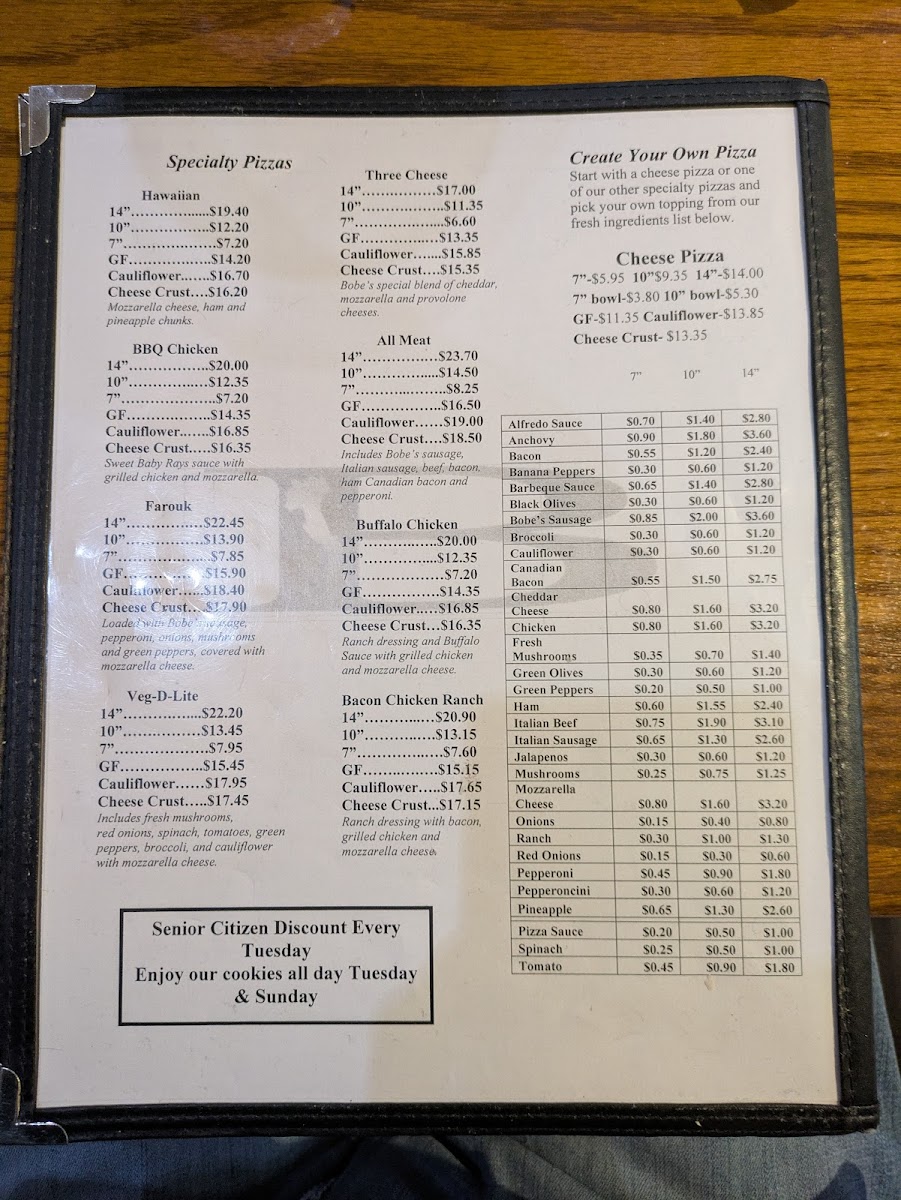 Specialty Pizzas
Hawaiian
14”..................$19.40
10”..................$12.20
7”.....................$7.20
GF...................$14.20
Cauliflower.......$16.70
Cheese Crust....$16.20
Mozzarella cheese, ham and
pineapple chunks.
BBQ Chicken
14”..................$20.00
10”..................$12.35
7”.....................$7.20
GF...................$14.35
Cauliflower.......$16.85
Cheese Crust.....$16.35
Sweet Baby Rays sauce with
grilled chicken and mozzarella.
Farouk
14”..................$22.45
10”..................$13.90
7”.....................$7.85
GF...................$15.90
Cauliflower......$18.40
Cheese Crust....$17.90
Loaded with Bobe's sausage,
pepperoni, onions, mushrooms
and green peppers, covered with
mozzarella cheese.
Veg-D-Lite
14”..................$22.20
10”..................$13.45
7”.....................$7.95
GF...................$15.45
Cauliflower......$17.95
Cheese Crust.....$17.45
Includes fresh mushrooms,
red onions, spinach, tomatoes, green
peppers, broccoli, and cauliflower
with mozzarella cheese.
Three Cheese
14”.................$17.00
10”..................$11.35
7”.....................$6.60
GF..................$13.35
Cauliflower.......$15.85
Cheese Crust....$15.35
Bobe's special blend of cheddar,
mozzarella and provolone
cheeses.
All Meat
14”..................$23.70
10”..................$14.50
7”.....................$8.25
GF..................$16.50
Cauliflower......$19.00
Cheese Crust....$18.50
Includes Bobe's sausage,
Italian sausage, beef, bacon,
ham Canadian bacon and
pepperoni.
Buffalo Chicken
14”.................$20.00
10”.................$12.35
7”....................$7.20
GF..................$14.35
Cauliflower......$16.85
Cheese Crust...$16.35
Ranch dressing and Buffalo
Sauce with grilled chicken
and mozzarella cheese.
Bacon Chicken Ranch
14”................$20.90
10”................$13.15
7”....................$7.60
GF.................$15.15
Cauliflower.....$17.65
Cheese Crust...$17.15
Ranch dressing with bacon,
grilled chicken and
mozzarella cheese.
Create Your Own Pizza
Start with a cheese pizza or one
of our other specialty pizzas and
pick your own topping from our
fresh ingredients list below.
Cheese Pizza
7”-$5.95 10”$9.35 14”-$14.00
7” bowl-$3.80 10” bowl-$5.30
GF-$11.35 Cauliflower-$13.85
Cheese Crust- $13.35
7” 10” 14”
Alfredo Sauce $0.70 $1.40 $2.80
Anchovy $0.90 $1.80 $3.60
Bacon $0.55 $1.20 $2.40
Banana Peppers $0.30 $0.60 $1.20
Barbeque Sauce $0.65 $1.40 $2.80
Black Olives $0.30 $0.60 $1.20
Bobe's Sausage $0.85 $2.00 $3.60
Broccoli $0.30 $0.60 $1.20
Cauliflower $0.30 $0.60 $1.20
Canadian
Bacon $0.55 $1.50 $2.75
Cheddar
Cheese $0.80 $1.60 $3.20
Chicken $0.80 $1.60 $3.20
Fresh
Mushrooms $0.35 $0.70 $1.40
Green Olives $0.30 $0.60 $1.20
Green Peppers $0.20 $0.50 $1.00
Ham $0.60 $1.55 $2.40
Italian Beef $0.75 $1.90 $3.10
Italian Sausage $0.65 $1.30 $2.60
Jalapenos $0.30 $0.60 $1.20
Mushrooms $0.25 $0.75 $1.25
Mozzarella
Cheese $0.80 $1.60 $3.20
Onions $0.15 $0.40 $0.80
Ranch $0.30 $1.00 $1.30
Red Onions $0.15 $0.30 $0.60
Pepperoni $0.45 $0.90 $1.80
Pepperoncini $0.30 $0.60 $1.20
Pineapple $0.65 $1.30 $2.60
Pizza Sauce $0.20 $0.50 $1.00
Spinach $0.25 $0.50 $1.00
Tomato $0.45 $0.90 $1.80
Senior Citizen Discount Every
Tuesday
Enjoy our cookies all day Tuesday
& Sunday